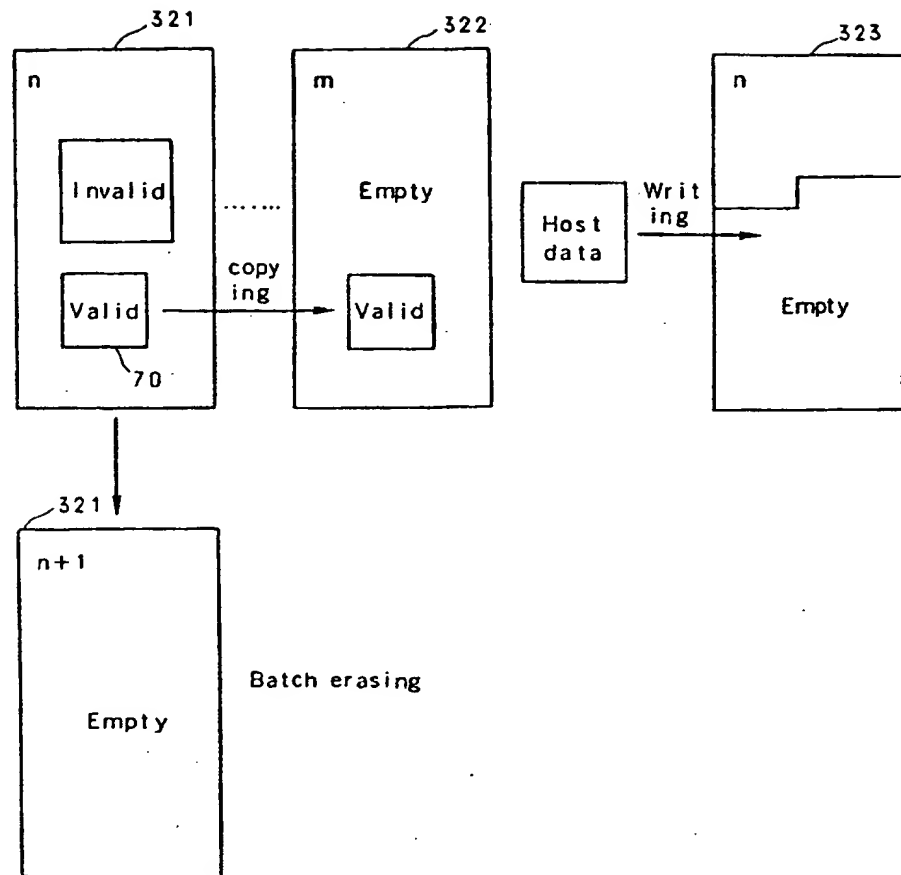 321
322
323
n
m
n
Invalid
.......
Empty
Host
data
Writ
ing
copy
ing
Valid
Valid
Empty
70
321
n+1
Batch erasing
Empty